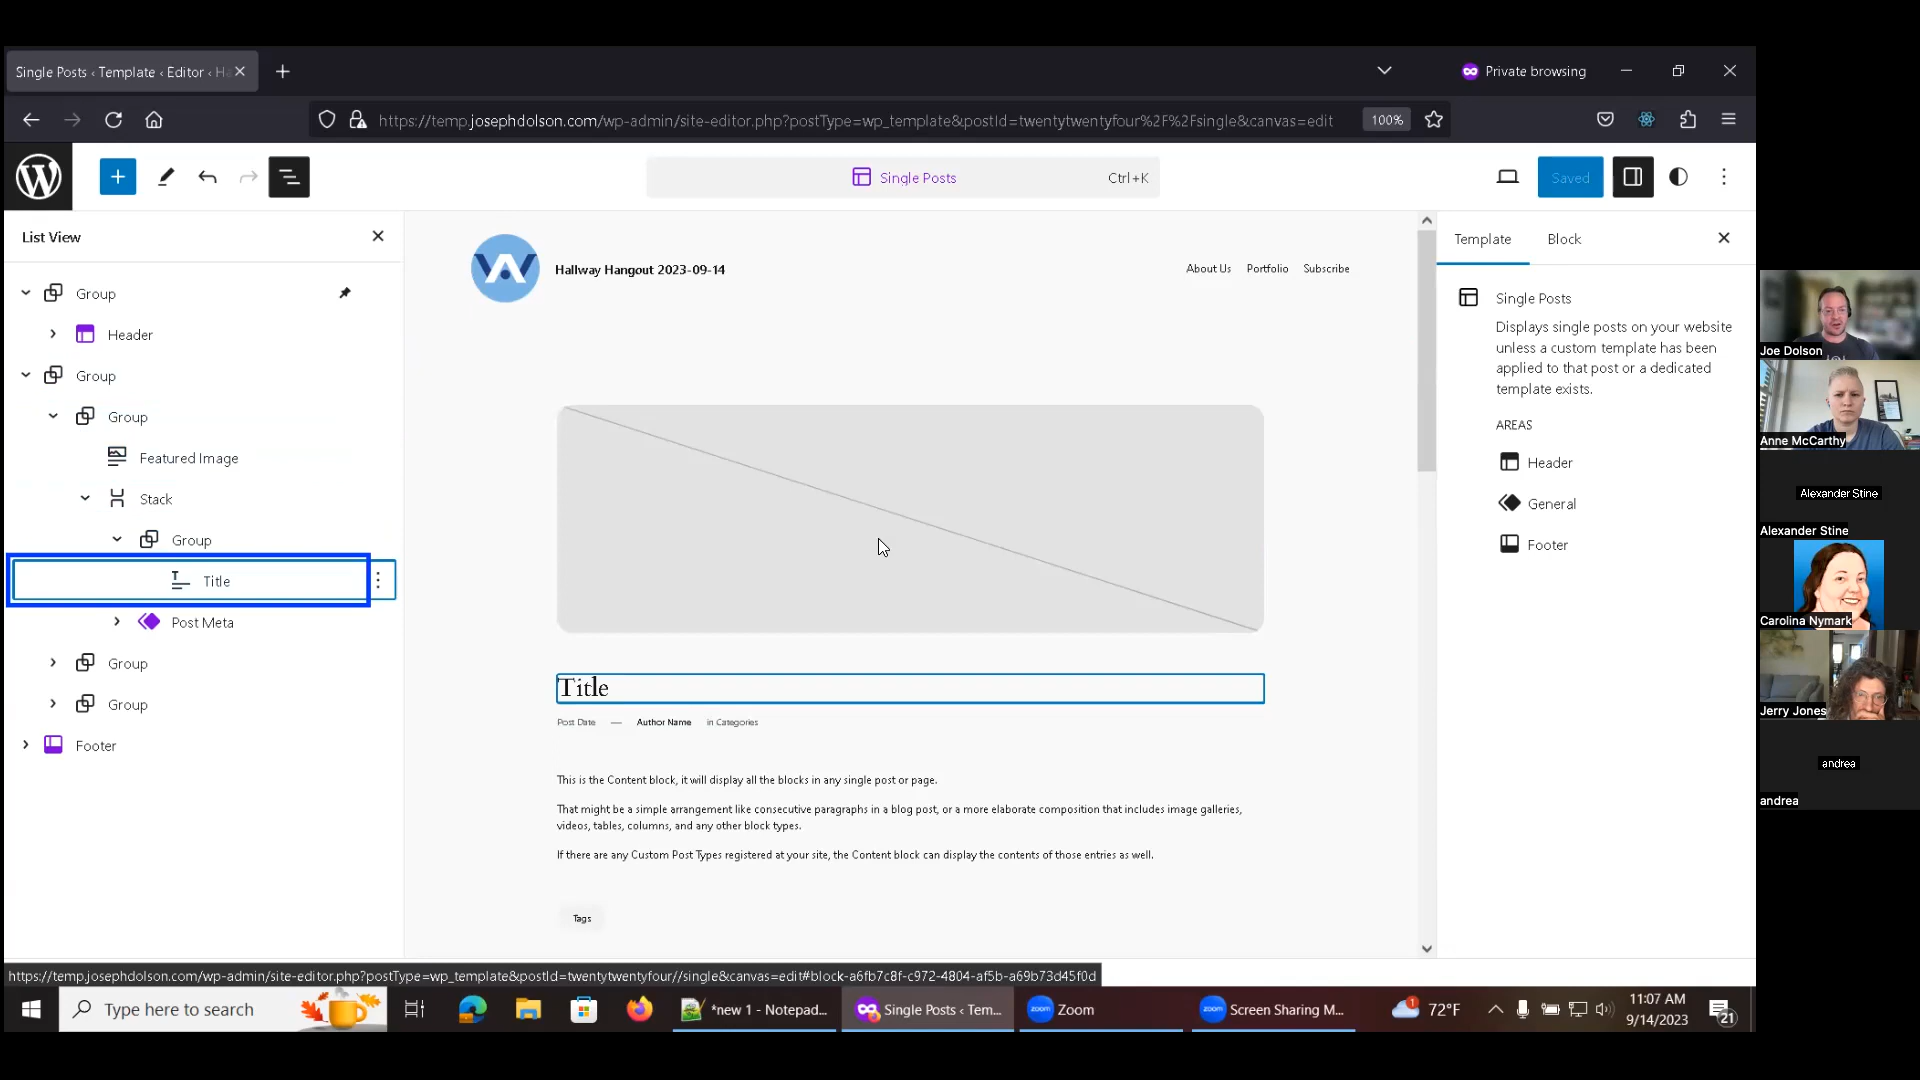 Single Posts ‹ Template ‹ Editor ‹ H
Private browsing
https://temp.josephdolson.com/wp-admin/site-editor.php?postType=wp_template&postId=twentytwentyfour%2F%2Fsingle&canvas=edit
100%
Single Posts
Ctrl+K
Saved
List View
Group
Header
Group
Group
Featured Image
Stack
Group
Title
Post Meta
Group
Group
Footer
Hallway Hangout 2023-09-14
About Us
Portfolio
Subscribe
Title
Post Date — Author Name in Categories
This is the Content block, it will display all the blocks in any single post or page.
That might be a simple arrangement like consecutive paragraphs in a blog post, or a more elaborate composition that includes image galleries,
videos, tables, columns, and any other block types.
If there are any Custom Post Types registered at your site, the Content block can display the contents of those entries as well.
Tags
Template
Block
Single Posts
Displays single posts on your website
unless a custom template has been
applied to that post or a dedicated
template exists.
AREAS
Header
General
Footer
Joe Dolson
Anne McCarthy
Alexander Stine
Alexander Stine
Carolina Nymark
Jerry Jones
andrea
andrea
https://temp.josephdolson.com/wp-admin/site-editor.php?postType=wp_template&postId=twentytwentyfour//single&canvas=edit#block-a6fb7c8f-c972-4804-af5b-a69b73d45f0d
Type here to search
*new 1 - Notepad...
Single Posts ‹ Tem...
zoom
Zoom
zoom
Screen Sharing M...
1
72°F
11:07 AM
9/14/2023
21